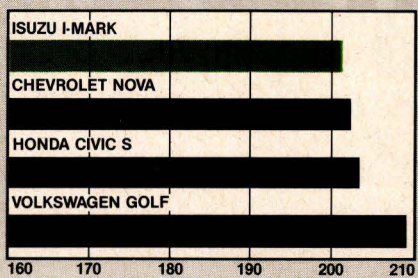 ISUZU I-MARK
CHEVROLET NOVA
HONDA CIVIC S
VOLKSWAGEN GOLF
160 170 180 190 200 210